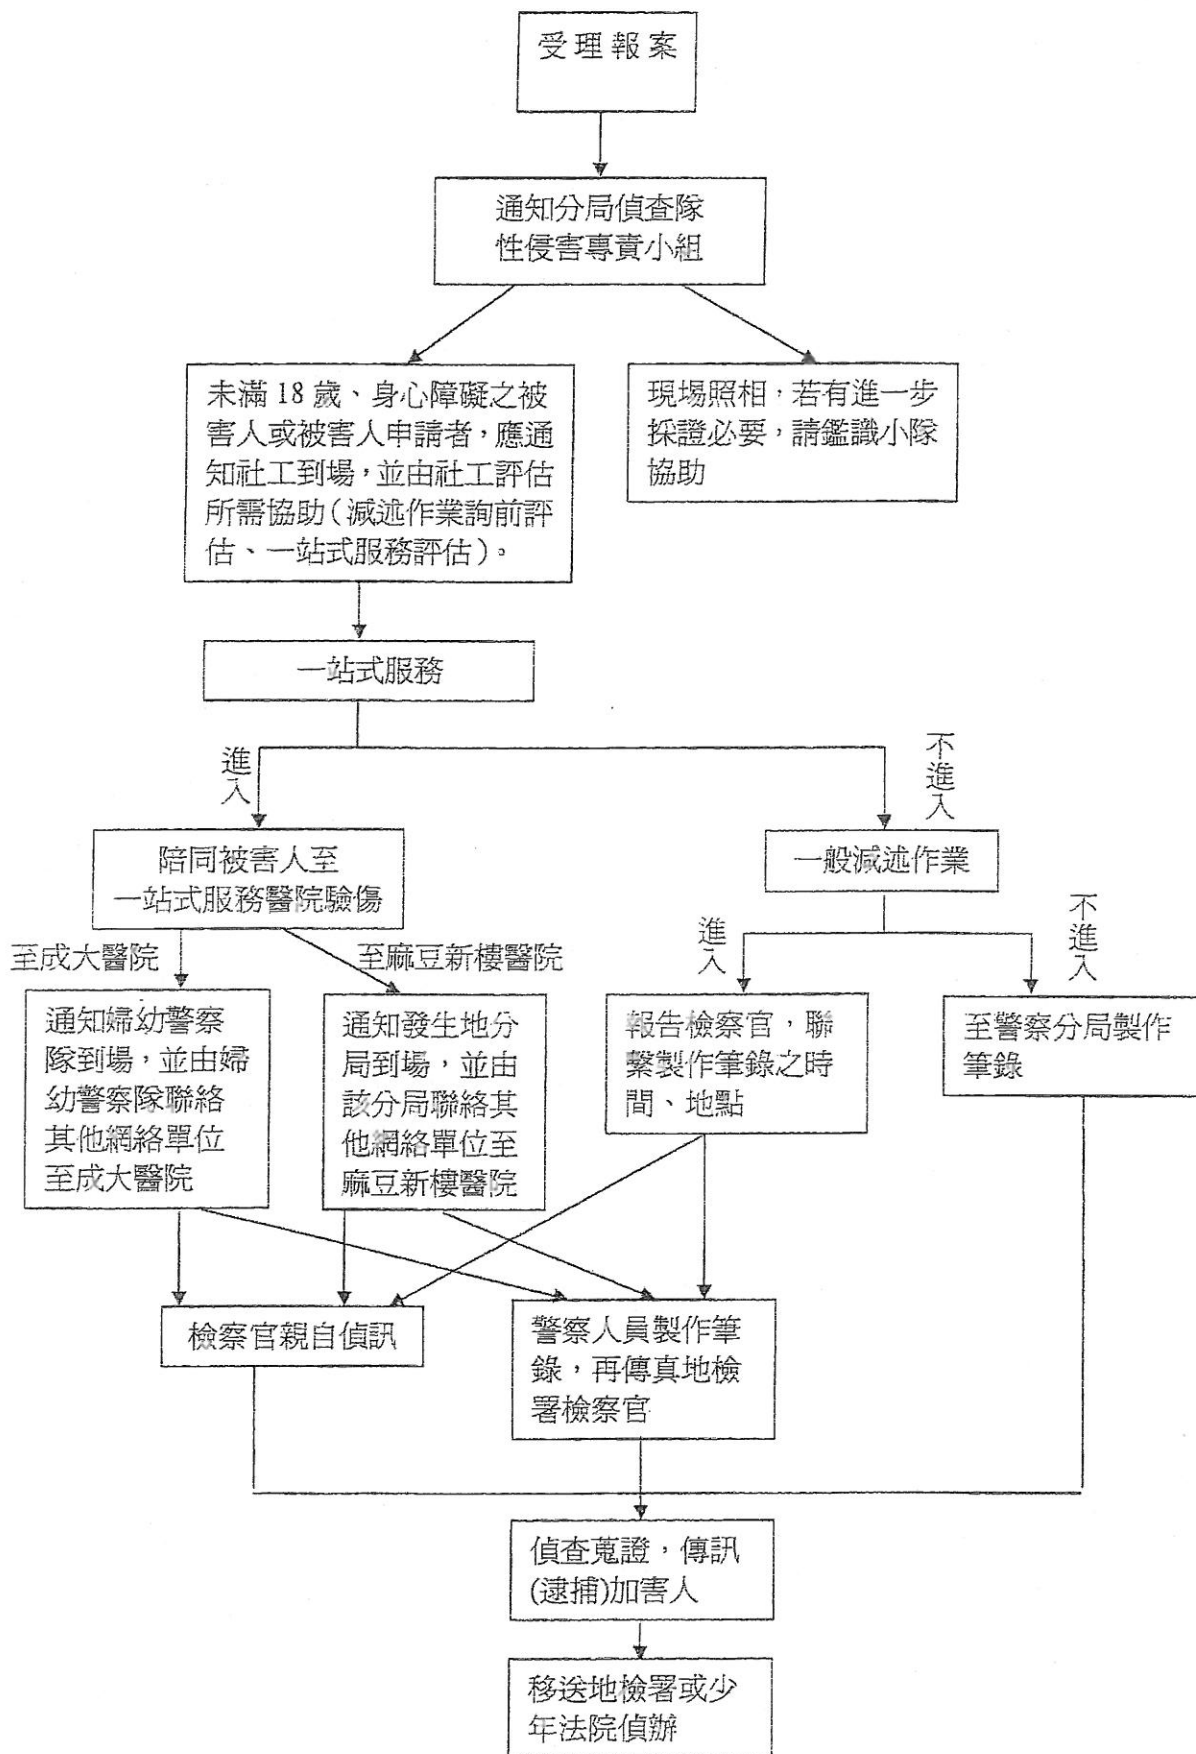 受理報案
通知分局偵查隊
性侵害專責小組
未滿18歲、身心障礙之被
害人或被害人申請者，應通
知社工到場，並由社工評估
所需協助（減述作業詢前評
估、一站式服務評估）。
現場照相，若有進一步
採證必要，請鑑識小隊
協助
一站式服務
進入
不進入
陪同被害人至
一站式服務醫院驗傷
一般減述作業
至成大醫院
至麻豆新樓醫院
進入
不進入
通知婦幼警察
隊到場，並由婦
幼警察隊聯絡
其他網絡單位
至成大醫院
通知發生地分
局到場，並由
該分局聯絡其
他網絡單位至
麻豆新樓醫院
報告檢察官，聯
繫製作筆錄之時
間、地點
至警察分局製作
筆錄
檢察官親自偵訊
警察人員製作筆
錄，再傳真地檢
署檢察官
偵查蒐證，傳訊
(逮捕)加害人
移送地檢署或少
年法院偵辦